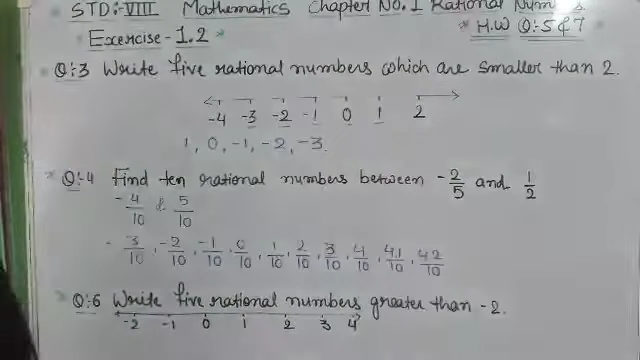 STD:-VIII Mathematics Chapter No. 1 Rational Num
* Exercise - 1.2 * * H.W Q:5 & 7
Q:3 Write five rational numbers which are smaller than 2.
-4 -3 -2 -1 0 1 2
1, 0, -1, -2, -3.
* Q:-4 Find ten rational numbers between -2/5 and 1/2
-4/10 & 5/10
-3/10, -2/10, -1/10, 0/10, 1/10, 2/10, 3/10, 4/10, 4.1/10, 4.2/10
* Q:6 Write five rational numbers greater than -2.
-2 -1 0 1 2 3 4